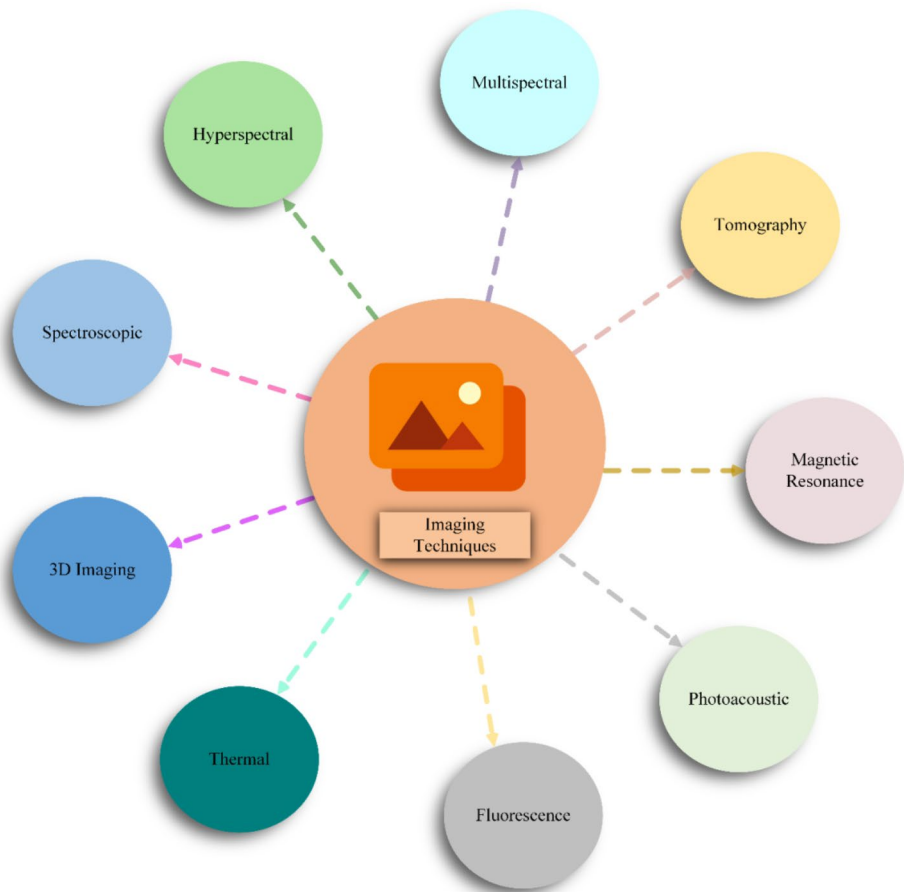 Multispectral
Hyperspectral
Tomography
Spectroscopic
Magnetic
Resonance
Imaging
Techniques
3D Imaging
Photoacoustic
Thermal
Fluorescence